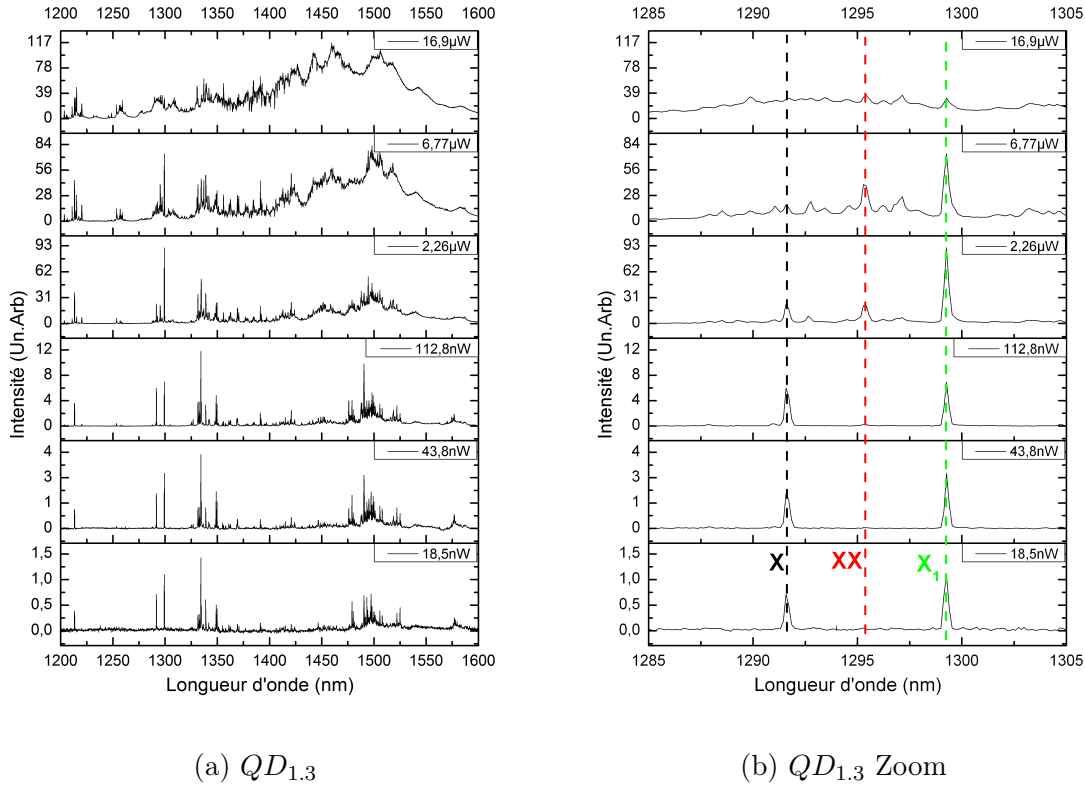 1200 1250 1300 1350 1400 1450 1500 1550 1600
117
78
39
0
16,9µW
84
56
28
0
6,77µW
93
62
31
0
2,26µW
12
8
4
0
112,8nW
4
3
1
0
43,8nW
1,5
1,0
0,5
0,0
18,5nW
1200 1250 1300 1350 1400 1450 1500 1550 1600
Longueur d'onde (nm)
Intensité (Un.Arb)
(a) QD1.3
1285 1290 1295 1300 1305
117
78
39
0
16,9µW
84
56
28
0
6,77µW
93
62
31
0
2,26µW
12
8
4
0
112,8nW
4
3
1
0
43,8nW
1,5
1,0
0,5
0,0
18,5nW
X XX X1
1285 1290 1295 1300 1305
Longueur d'onde (nm)
Intensité (Un.Arb)
(b) QD1.3 Zoom